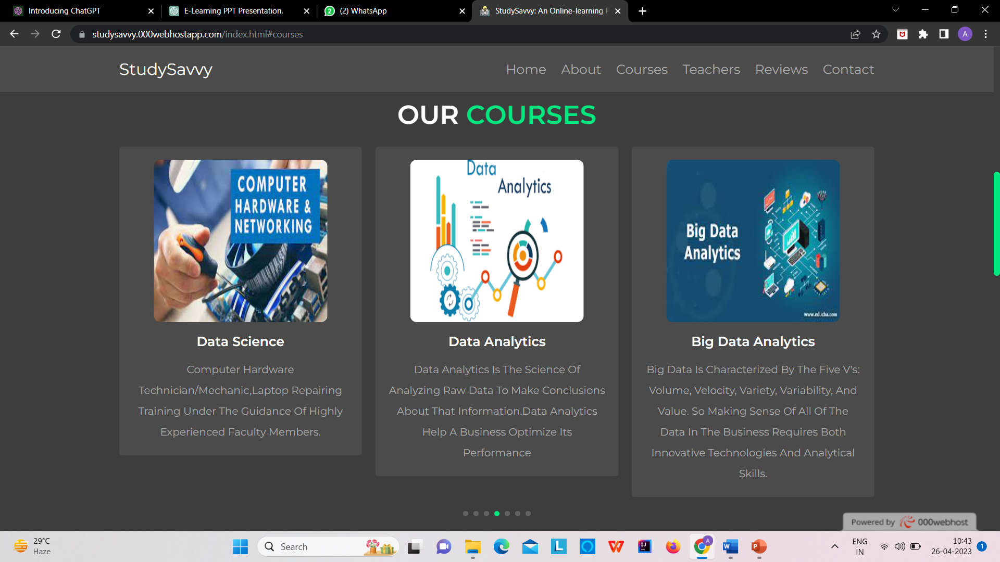 Introducing ChatGPT
E-Learning PPT Presentation.
2
(2) WhatsApp
StudySavvy: An Online-learning P
studysavvy.000webhostapp.com/index.html#courses
A
StudySavvy
Home
About
Courses
Teachers
Reviews
Contact
OUR COURSES
COMPUTER
HARDWARE &
NETWORKING
Data Science
Computer Hardware
Technician/Mechanic,Laptop Repairing
Training Under The Guidance Of Highly
Experienced Faculty Members.
Data
Analytics
Data Analytics
Data Analytics Is The Science Of
Analyzing Raw Data To Make Conclusions
About That Information.Data Analytics
Help A Business Optimize Its
Performance
Big Data
Analytics
www.educba.com
Big Data Analytics
Big Data Is Characterized By The Five V's:
Volume, Velocity, Variety, Variability, And
Value. So Making Sense Of All Of The
Data In The Business Requires Both
Innovative Technologies And Analytical
Skills.
Powered by 000webhost
29°C
Haze
Search
L
IJ
A
W
P
ENG
IN
10:43
26-04-2023
1